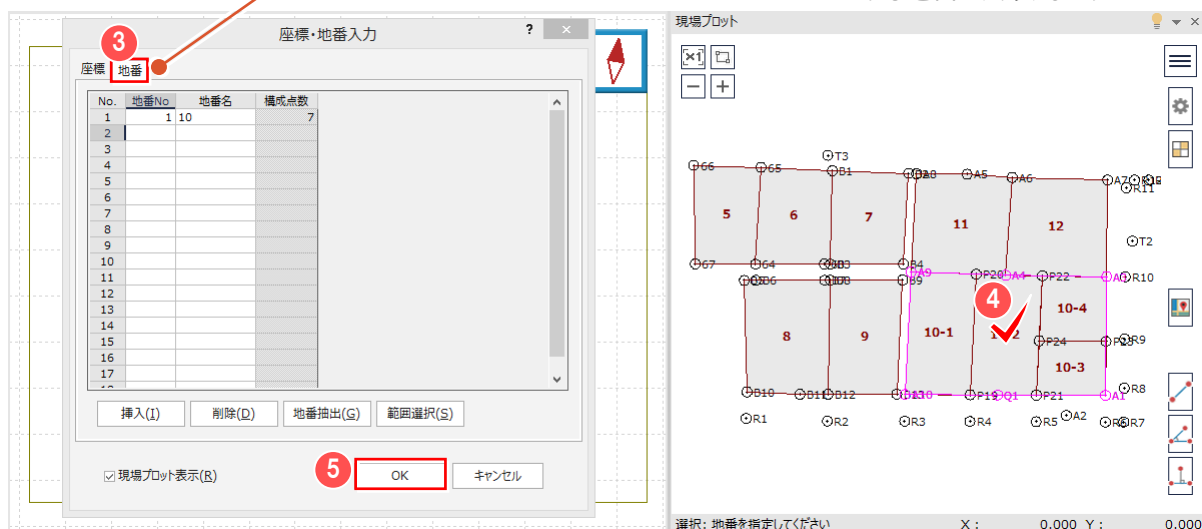 座標・地番入力
?
×
3
座標
地番
No. 地番No 地番名 構成点数
1 1 10 7
2
3
4
5
6
7
8
9
10
11
12
13
14
15
16
17
挿入(I) 削除(D) 地番抽出(G) 範囲選択(S)
現場プロット表示(R)
5
OK
キャンセル
現場プロット
T3
66 65 B1 A5 A6 R11
5 6 7 11 12
T2
67 64 B4 A9 P20 A4 P22 R10
4
8 9 10-1 10-4
P24 R9
10-3
B10 B12 P19 Q1 P21 A1 R8
R1 R2 R3 R4 R5 A2 R7
選択: 地番を指定してください X : 0.000 Y : 0.000